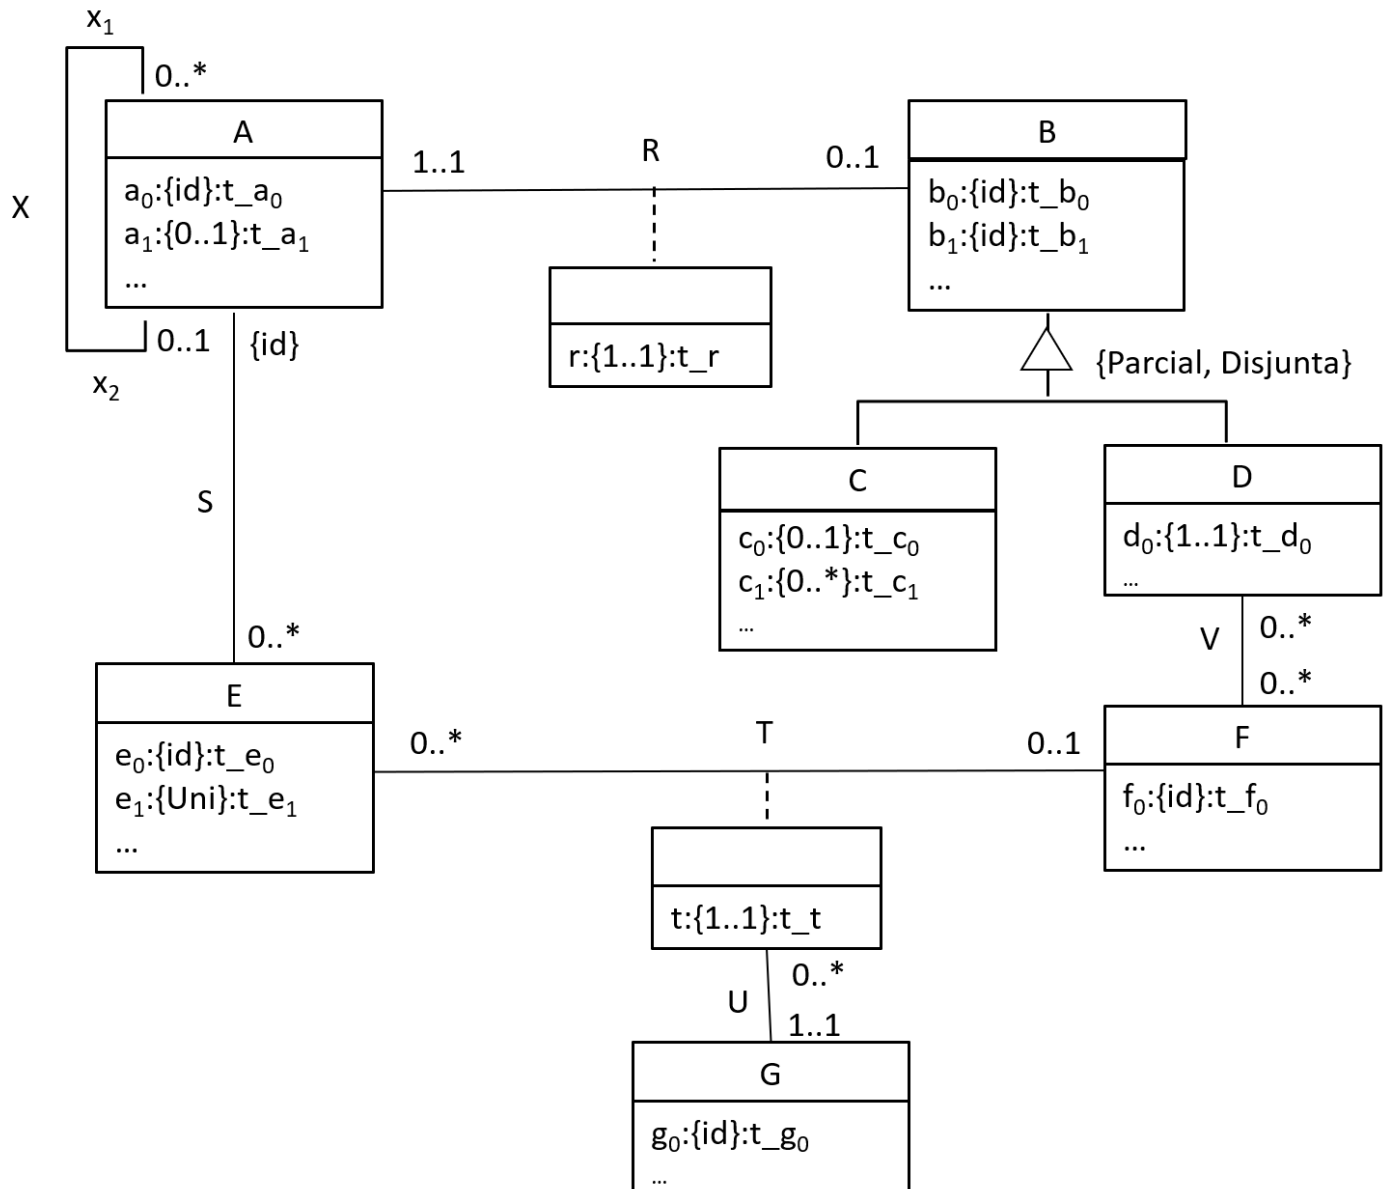 x₁
0..*
A
a₀:{id}:t_a₀
a₁:{0..1}:t_a₁
...
X
0..1
x₂
{id}
1..1
R
0..1
r:{1..1}:t_r
B
b₀:{id}:t_b₀
b₁:{id}:t_b₁
...
{Parcial, Disjunta}
C
c₀:{0..1}:t_c₀
c₁:{0..*}:t_c₁
...
D
d₀:{1..1}:t_d₀
...
S
0..*
V
0..*
0..*
E
e₀:{id}:t_e₀
e₁:{Uni}:t_e₁
...
0..*
T
0..1
F
f₀:{id}:t_f₀
...
t:{1..1}:t_t
0..*
U
1..1
G
g₀:{id}:t_g₀
...